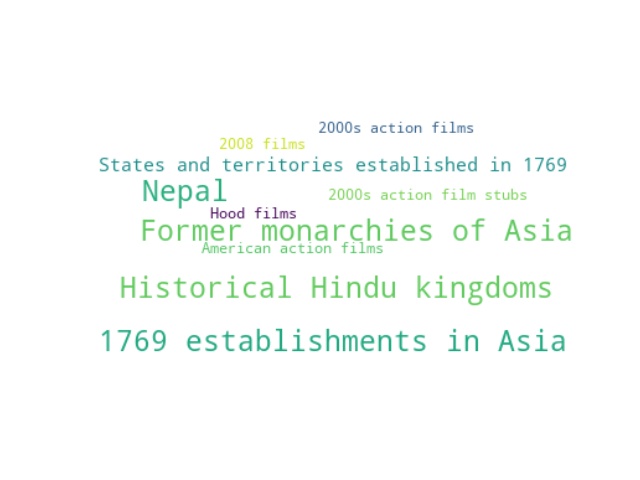 2000s action films
2008 films
States and territories established in 1769
Nepal
2000s action film stubs
Hood films
Former monarchies of Asia
American action films
Historical Hindu kingdoms
1769 establishments in Asia